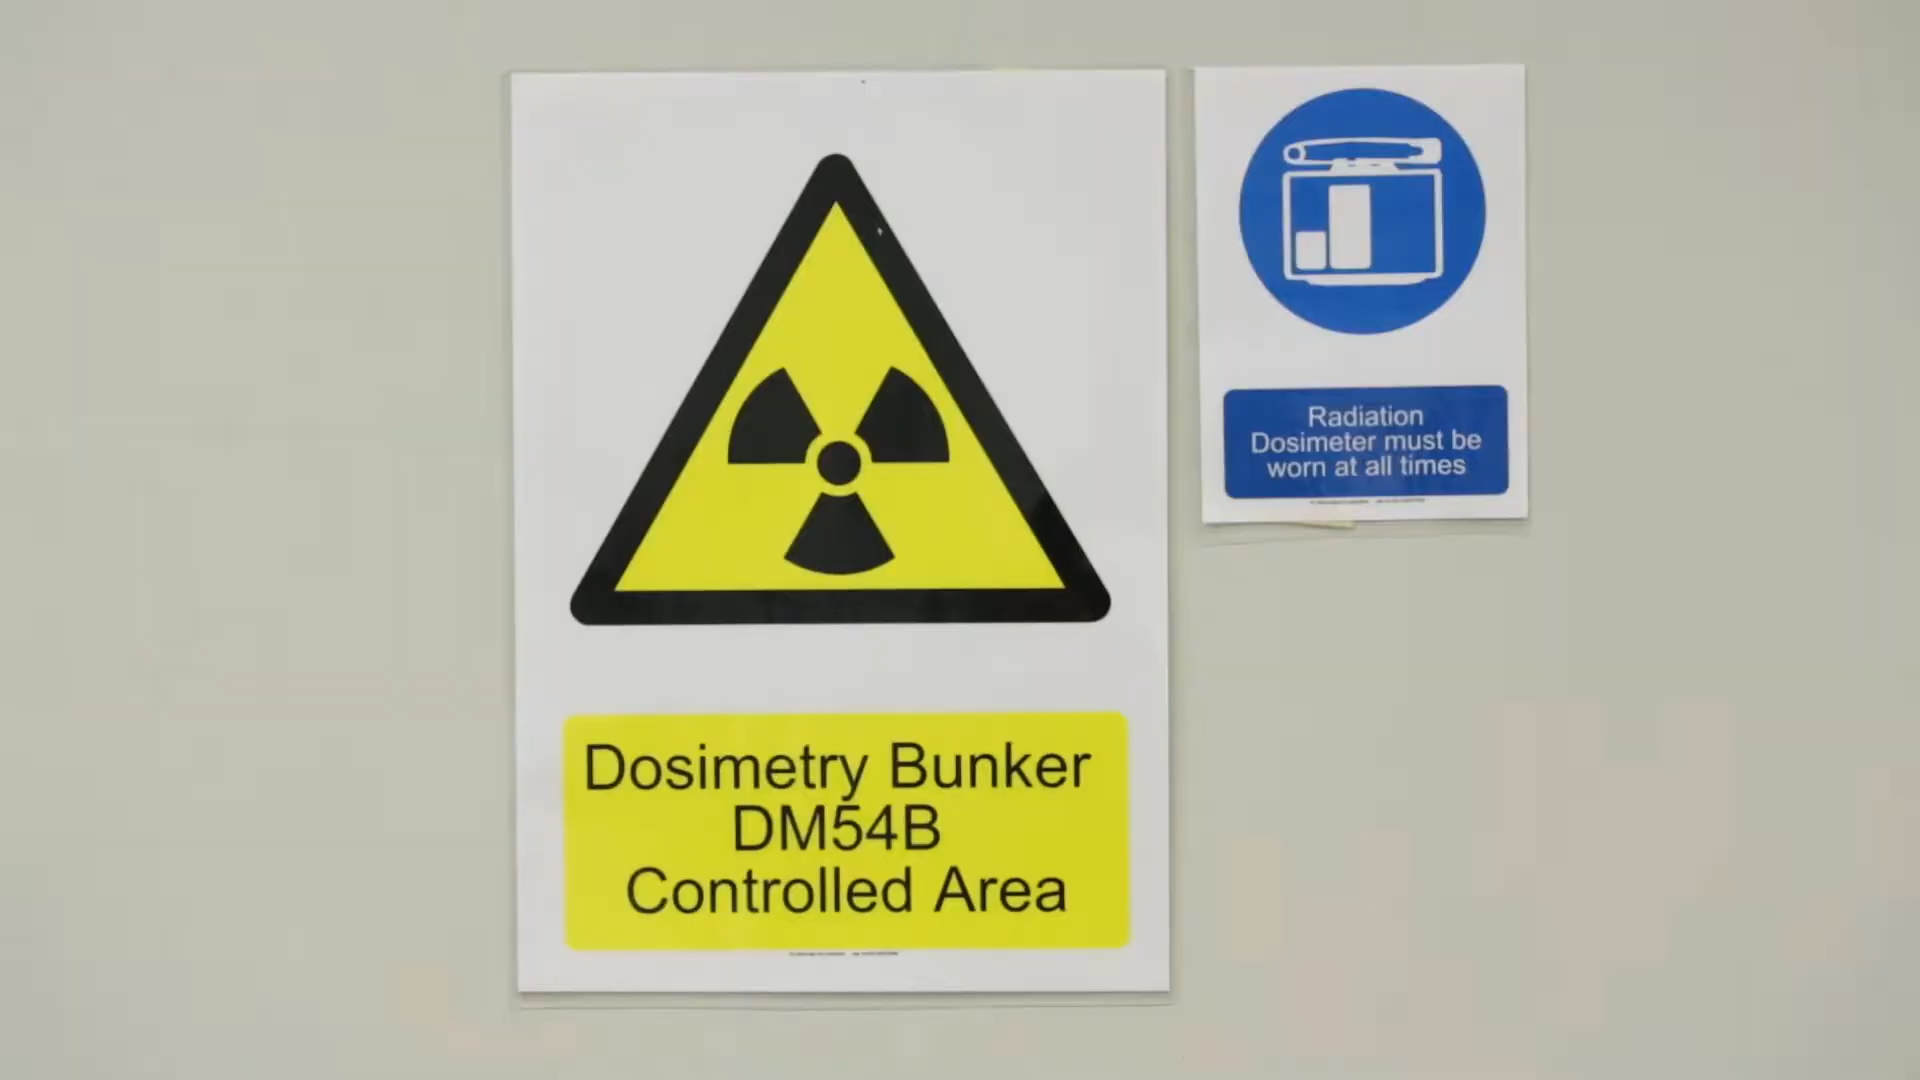 Dosimetry Bunker
DM54B
Controlled Area
Radiation
Dosimeter must be
worn at all times